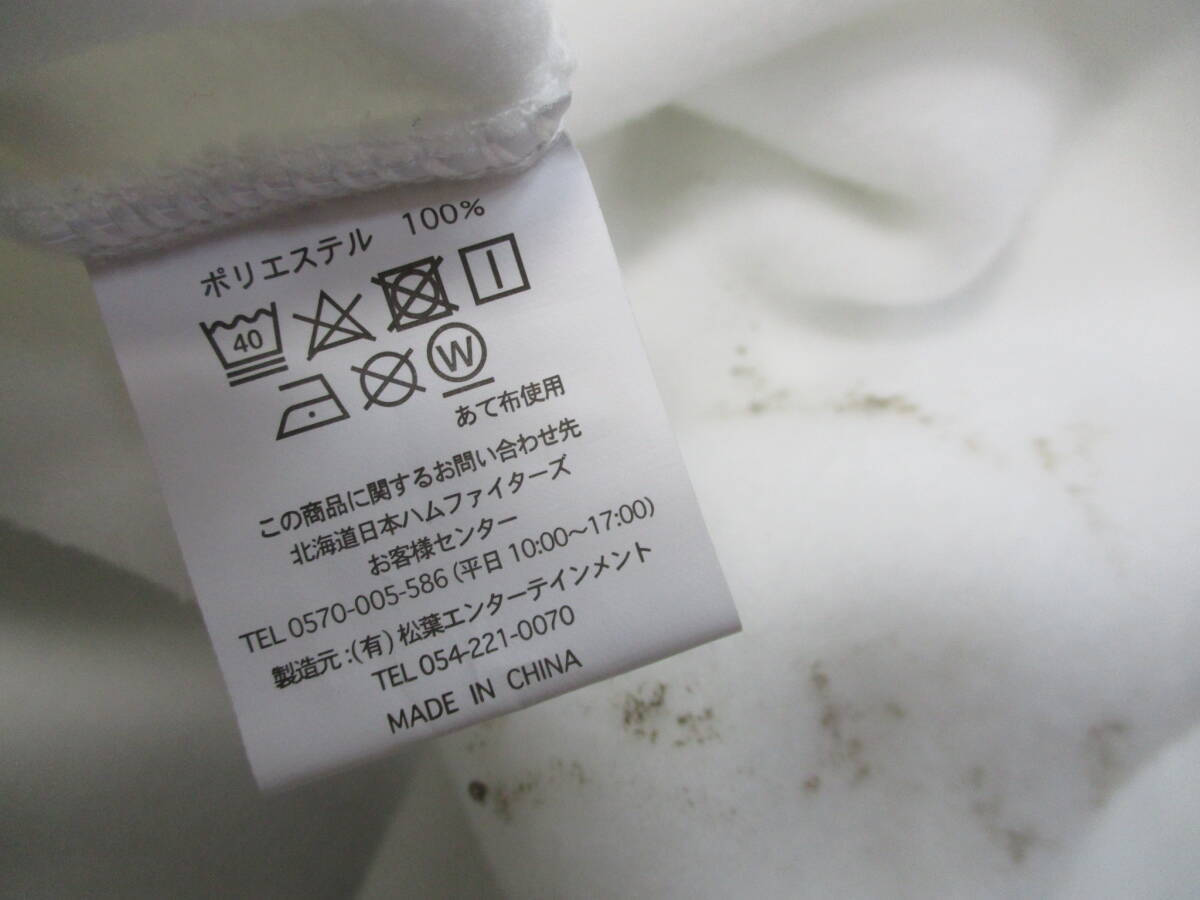 ポリエステル 100%
40
W
あて布使用
この商品に関するお問い合わせ先
北海道日本ハムファイターズ
お客様センター
TEL 0570-005-586 (平日 10:00～17:00)
製造元:(有) 松葉エンターテインメント
TEL 054-221-0070
MADE IN CHINA